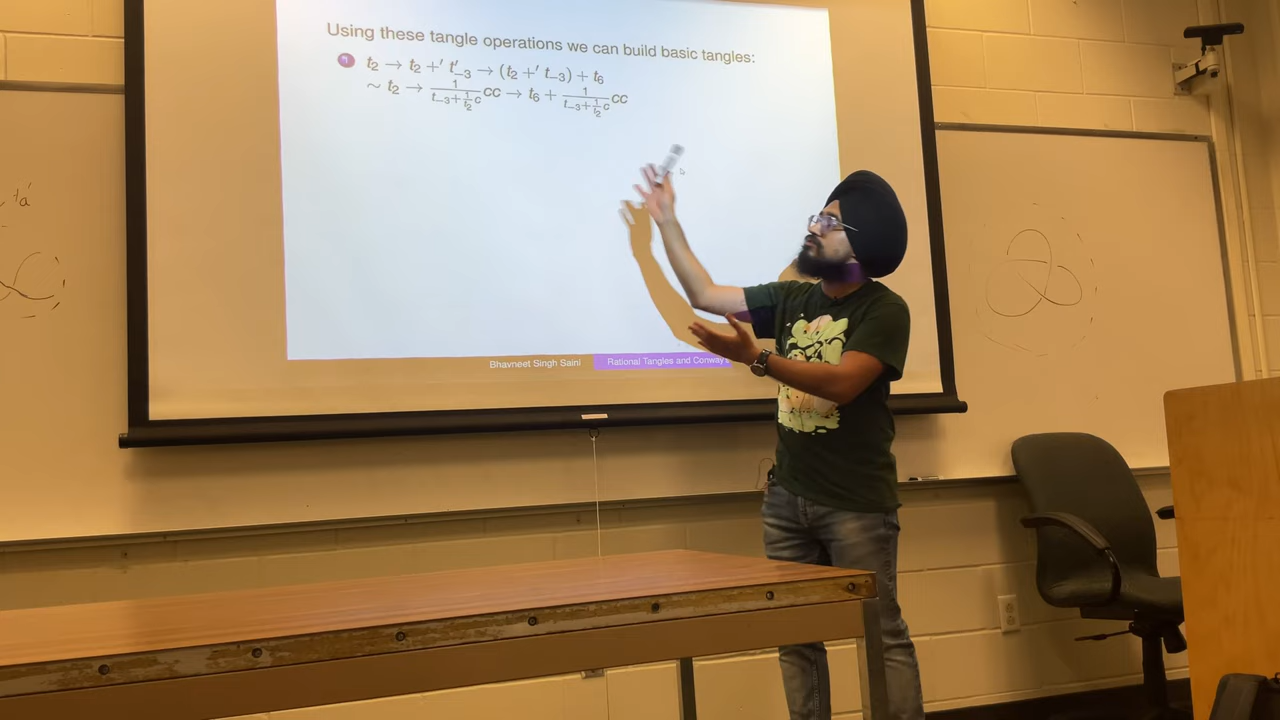 Using these tangle operations we can build basic tangles:
t₂ → t₂ +′ t′₋₃ → (t₂ +′ t₋₃) + t₆
∼ t₂ → 1/(t₋₃+1/t₂ c) cc → t₆ + 1/(t₋₃+1/t₂ c) cc
Bhavneet Singh Saini Rational Tangles and Conway's
ta′